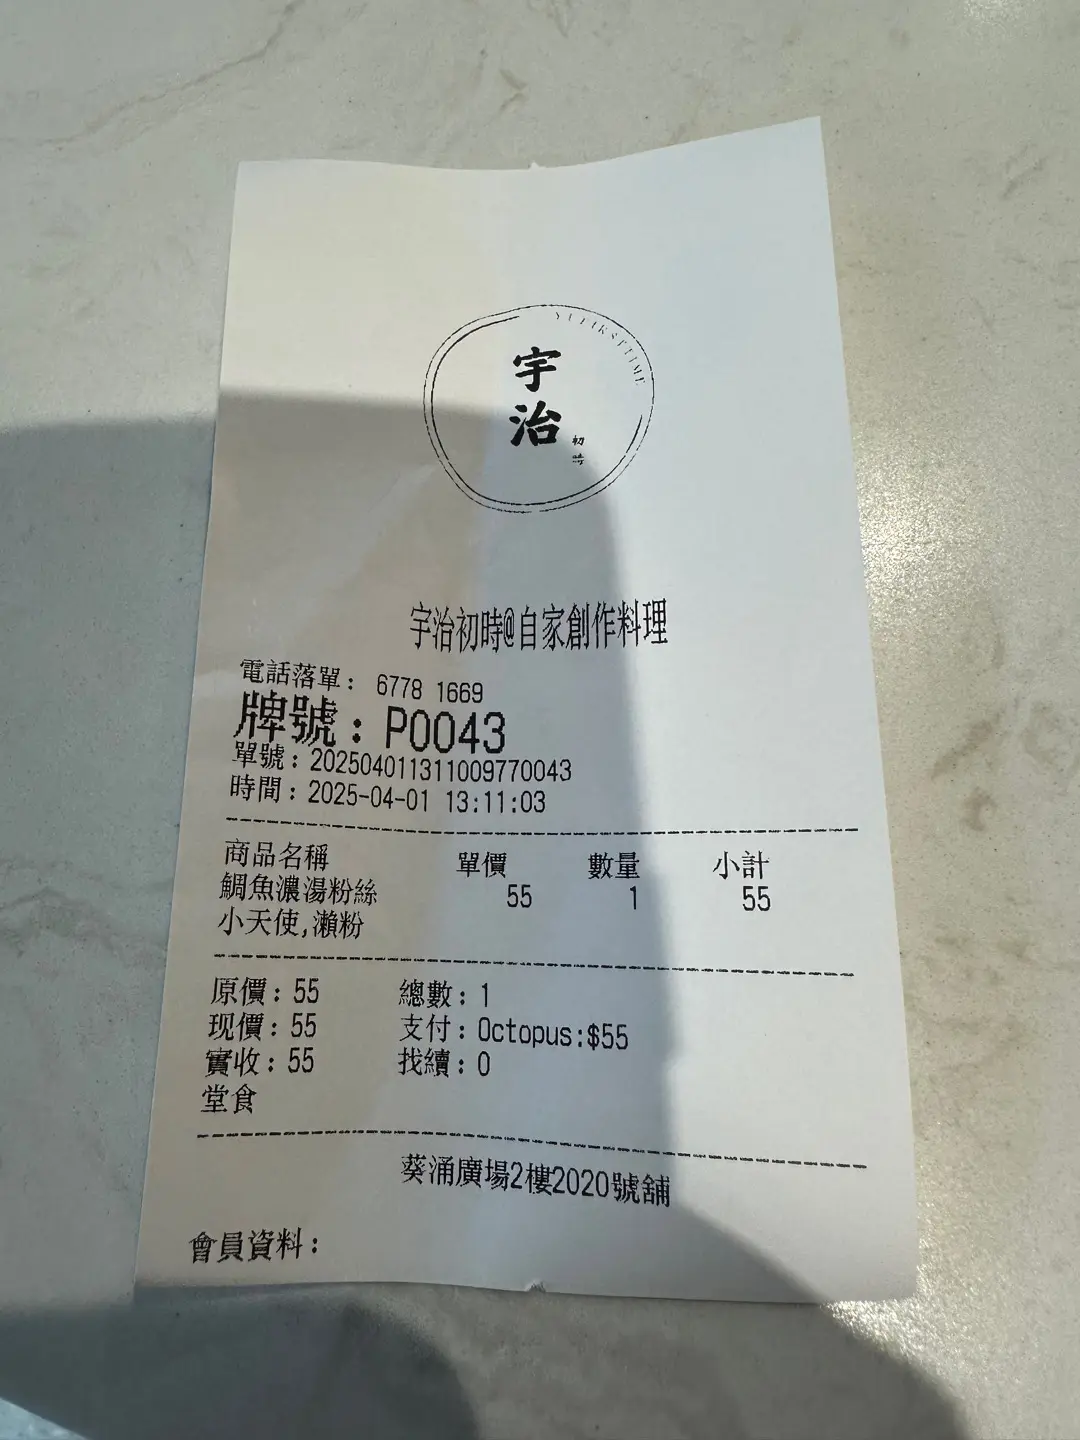 YUFIRSTTIME
宇
治
初
時
宇治初時@自家創作料理
電話落單: 6778 1669
牌號: P0043
單號: 202504011311009770043
時間: 2025-04-01 13:11:03
商品名稱 單價 數量 小計
鯛魚濃湯粉絲 55 1 55
小天使,瀨粉
原價: 55 總數: 1
现價: 55 支付: Octopus:$55
實收: 55 找續: 0
堂食
葵涌廣場2樓2020號舖
會員資料: